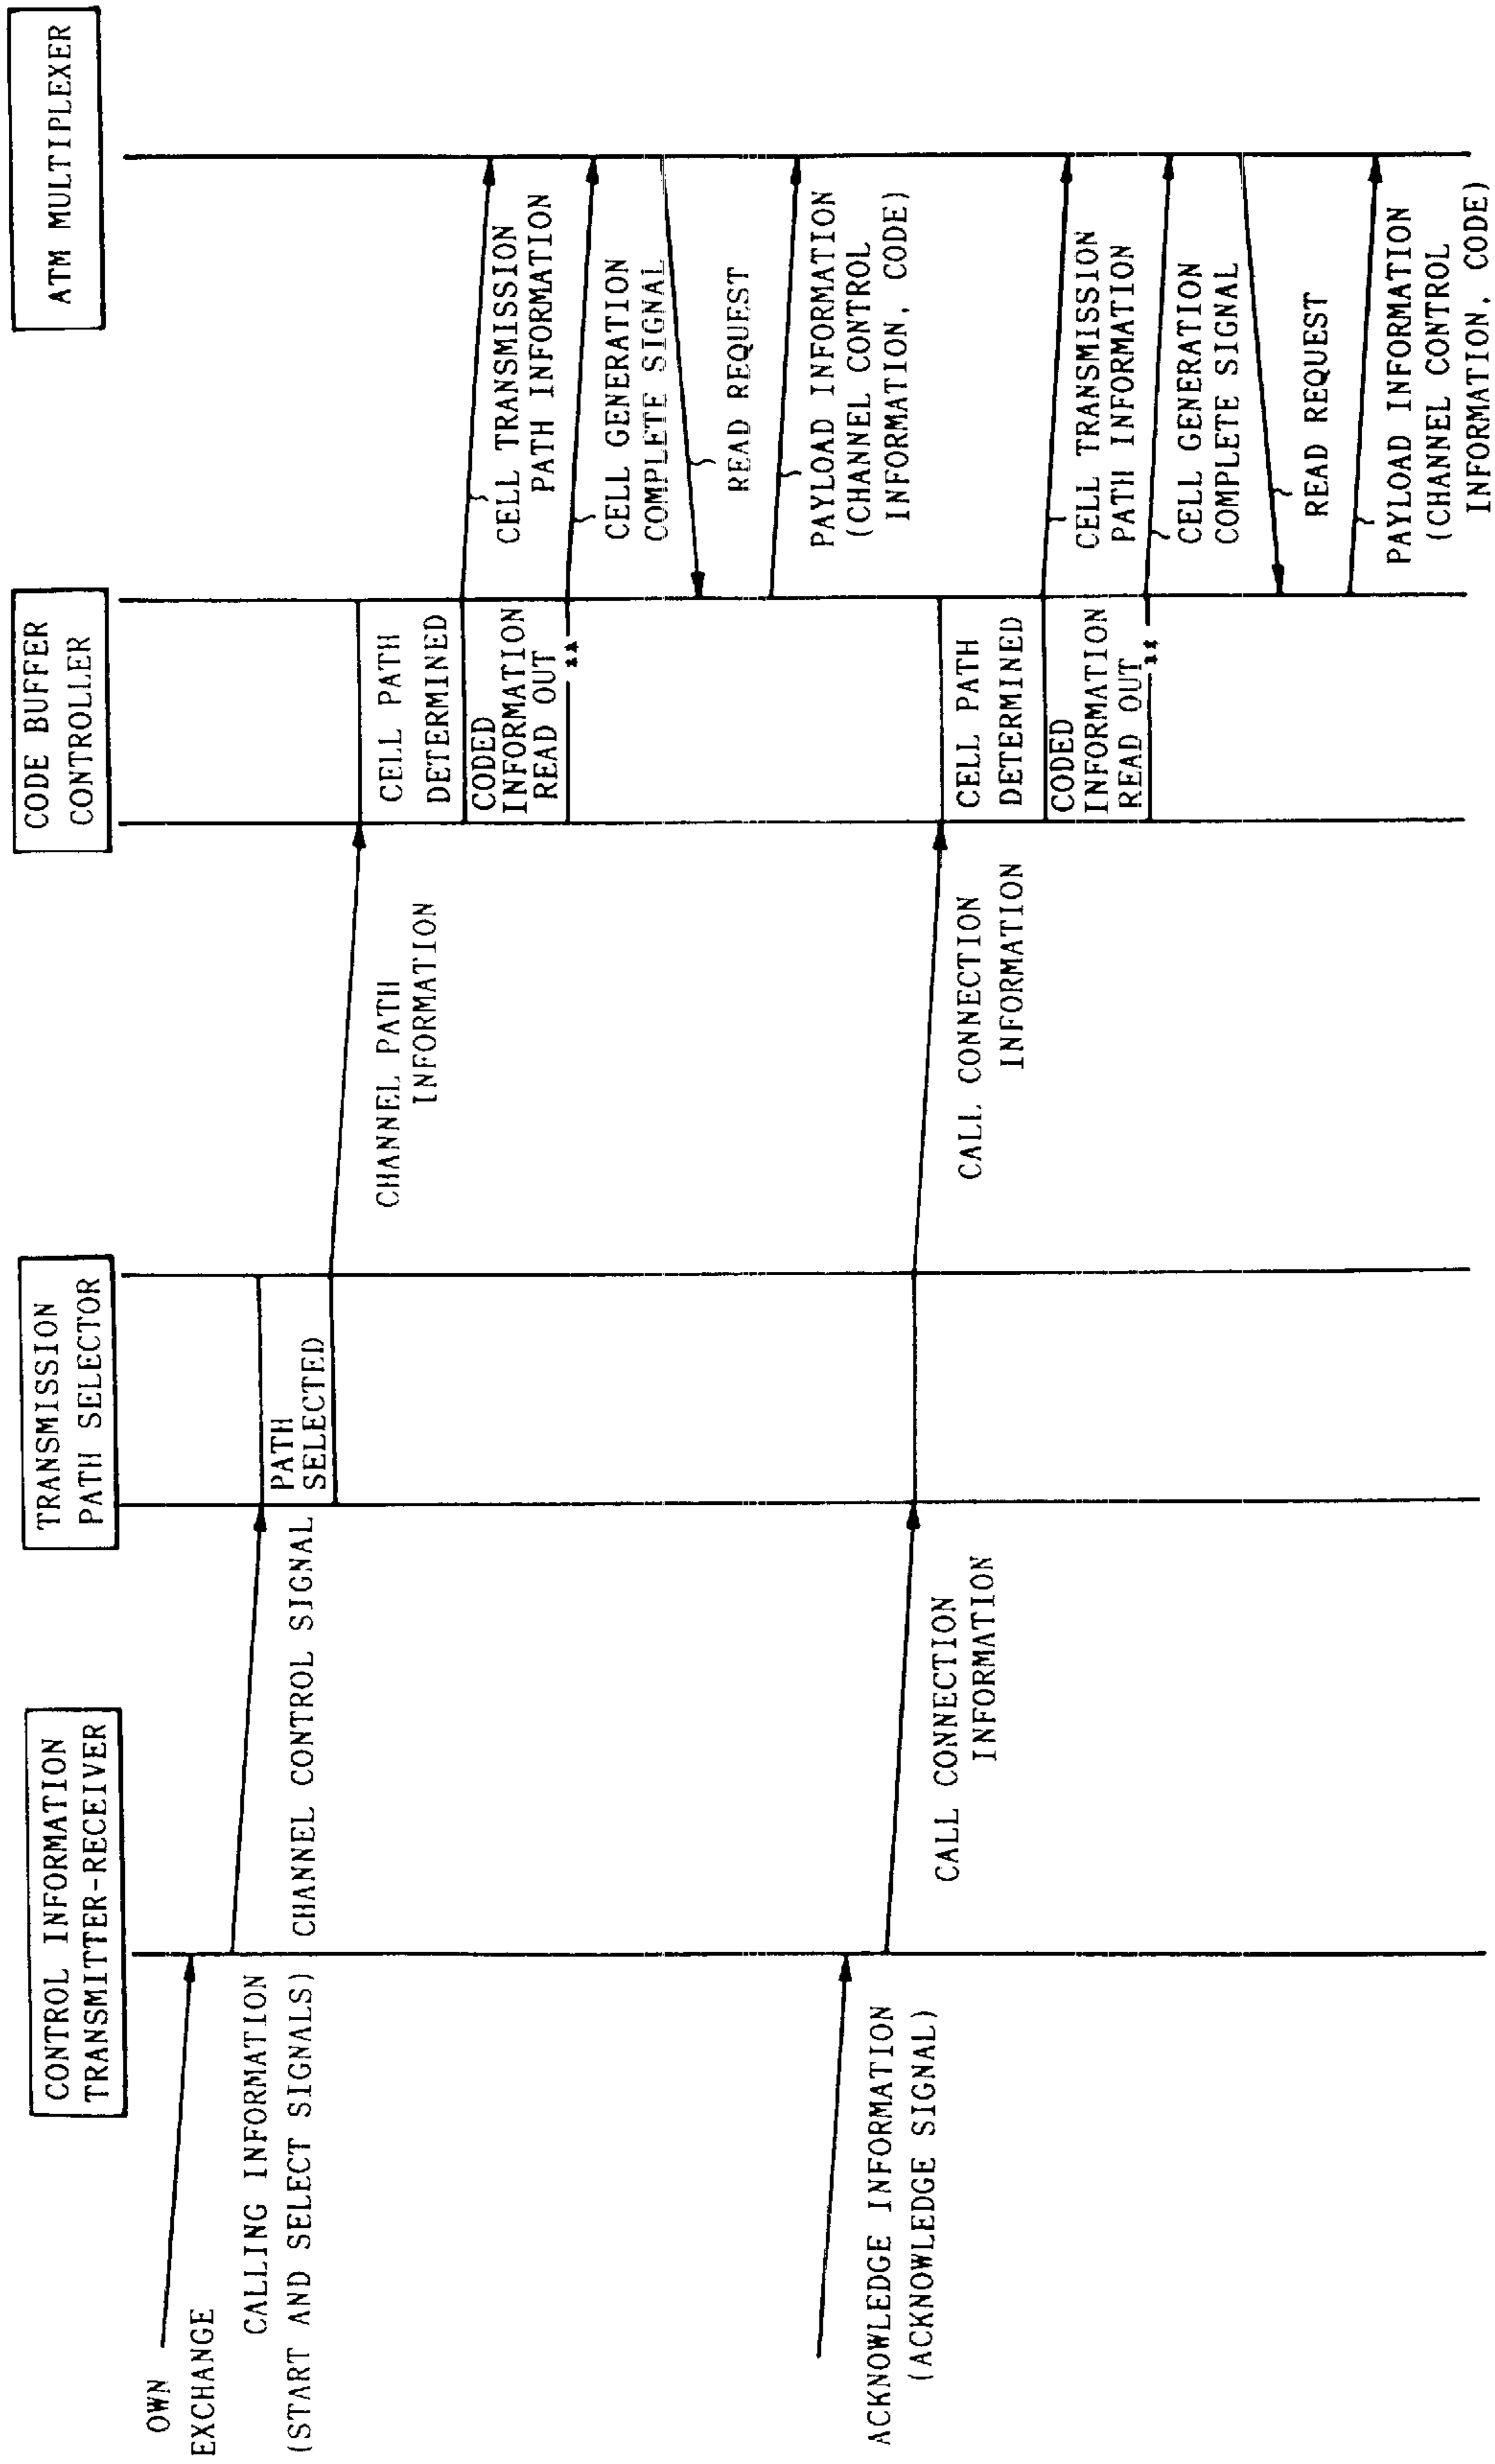 CONTROL INFORMATION
TRANSMITTER-RECEIVER
TRANSMISSION
PATH SELECTOR
CODE BUFFER
CONTROLLER
ATM MULTIPLEXER
OWN
EXCHANGE
CALLING INFORMATION
(START AND SELECT SIGNALS)
CHANNEL CONTROL SIGNAL
PATH
SELECTED
CHANNEL PATH
INFORMATION
CELL PATH
DETERMINED
CODED
INFORMATION
READ OUT
**
CELL TRANSMISSION
PATH INFORMATION
CELL GENERATION
COMPLETE SIGNAL
READ REQUEST
PAYLOAD INFORMATION
(CHANNEL CONTROL
INFORMATION, CODE)
ACKNOWLEDGE INFORMATION
(ACKNOWLEDGE SIGNAL)
CALL CONNECTION
INFORMATION
CALL CONNECTION
INFORMATION
CELL PATH
DETERMINED
CODED
INFORMATION
READ OUT
**
CELL TRANSMISSION
PATH INFORMATION
CELL GENERATION
COMPLETE SIGNAL
READ REQUEST
PAYLOAD INFORMATION
(CHANNEL CONTROL
INFORMATION, CODE)